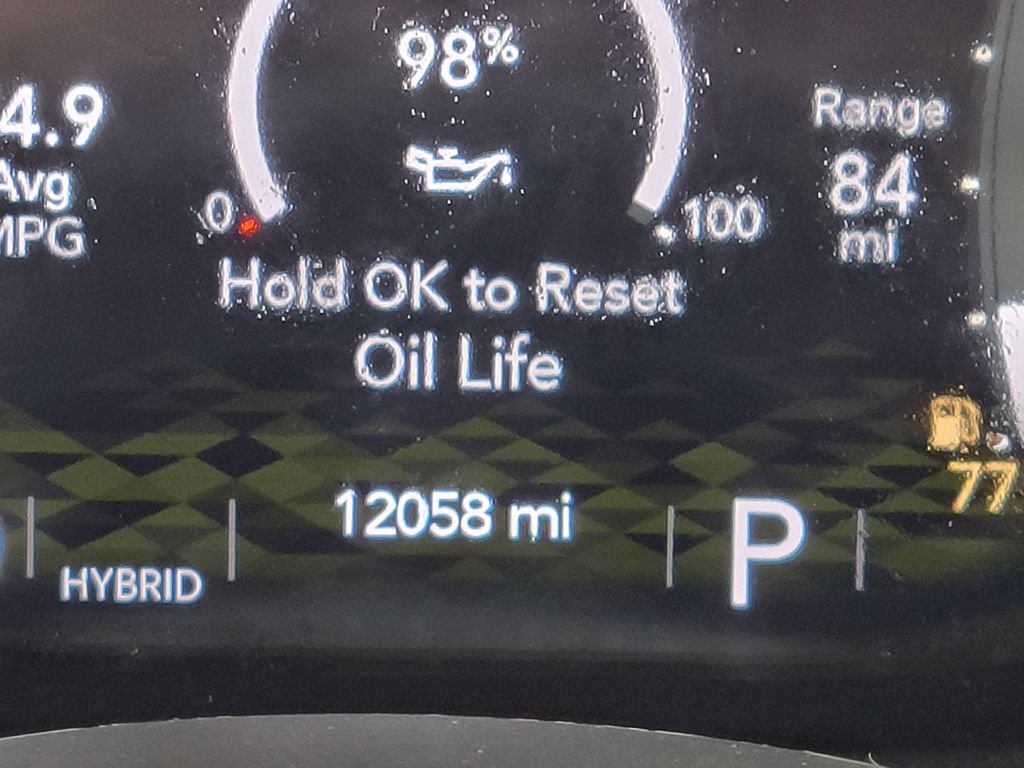 98%
4.9
Avg
MPG
Range
84
mi
0
100
Hold OK to Reset
Oil Life
77
12058 mi
P
HYBRID